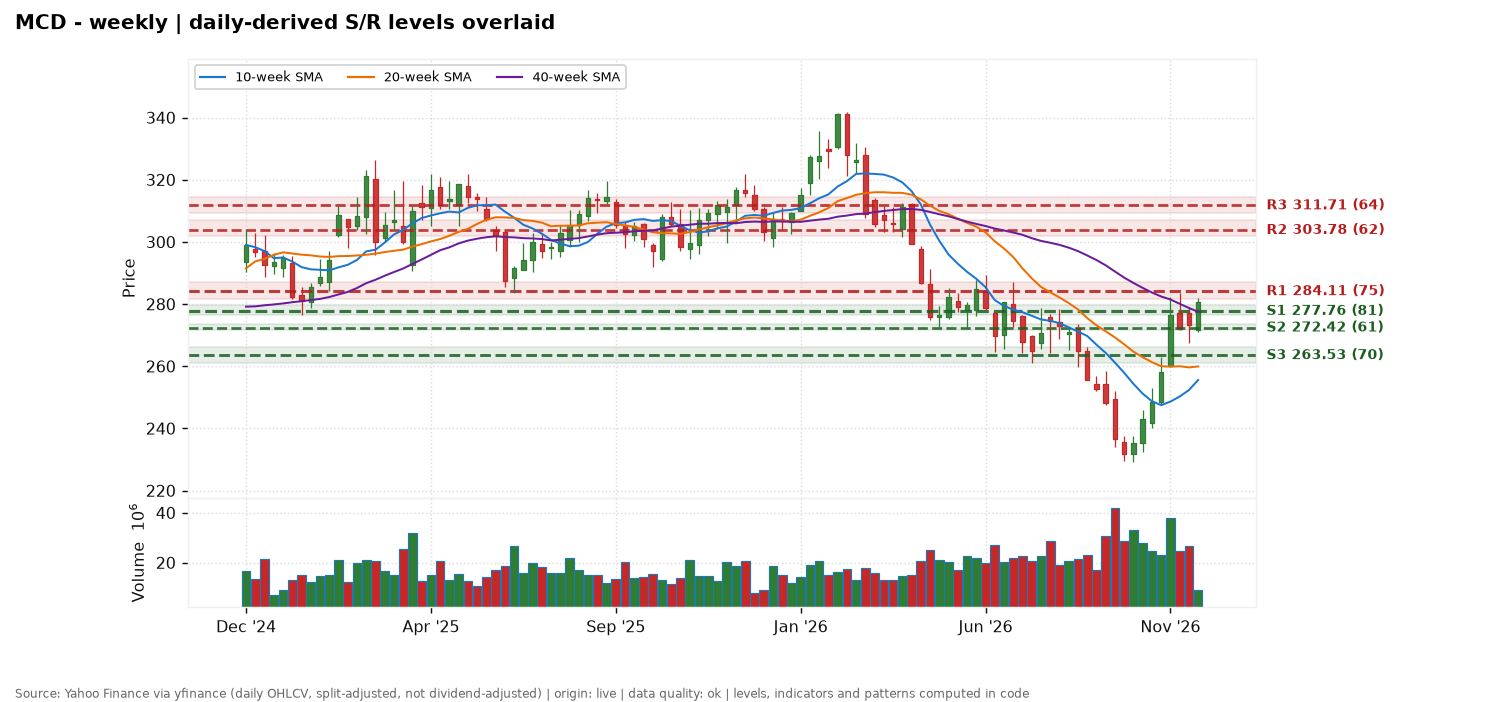 MCD - weekly | daily-derived S/R levels overlaid
10-week SMA
20-week SMA
40-week SMA
Price
340
320
300
280
260
240
220
R3 311.71 (64)
R2 303.78 (62)
R1 284.11 (75)
S1 277.76 (81)
S2 272.42 (61)
S3 263.53 (70)
Volume 10⁶
40
20
Dec '24
Apr '25
Sep '25
Jan '26
Jun '26
Nov '26
Source: Yahoo Finance via yfinance (daily OHLCV, split-adjusted, not dividend-adjusted) | origin: live | data quality: ok | levels, indicators and patterns computed in code